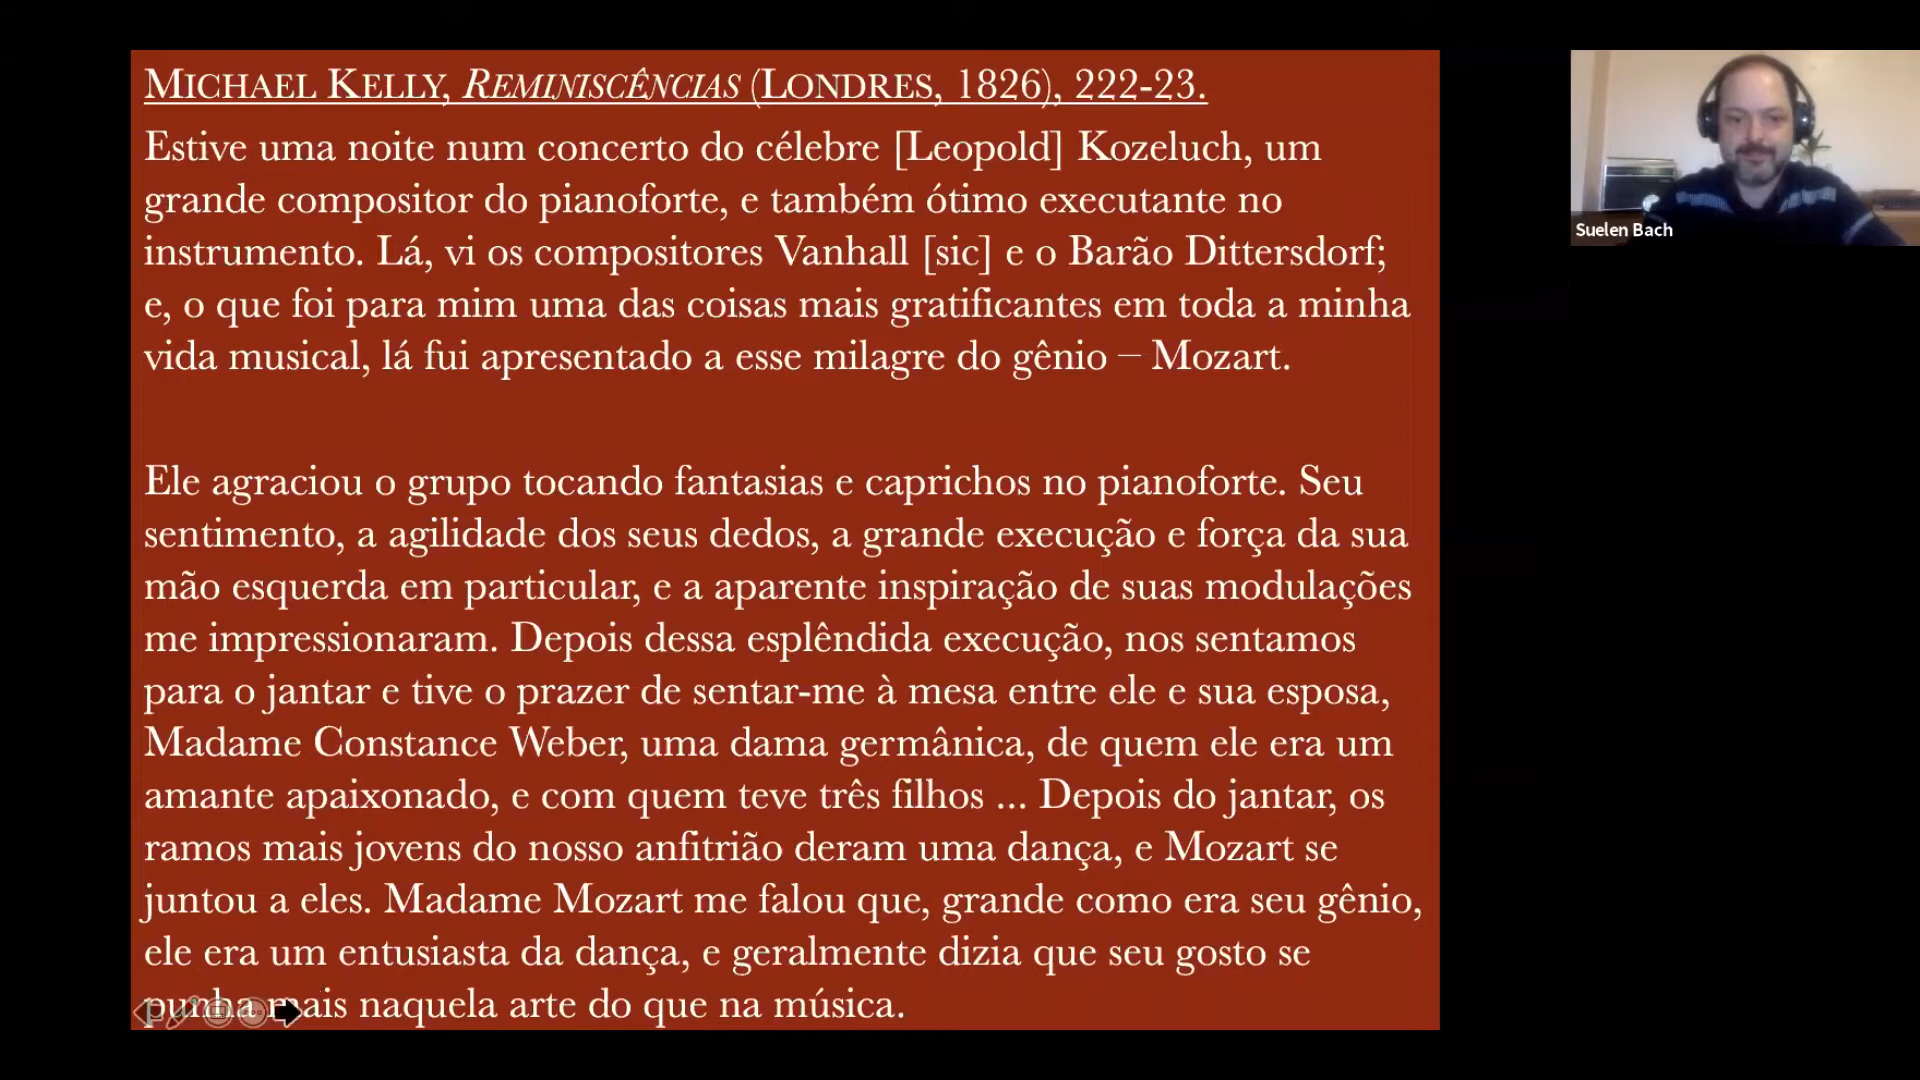 MICHAEL KELLY, REMINISCÊNCIAS (LONDRES, 1826), 222-23.
Estive uma noite num concerto do célebre [Leopold] Kozeluch, um
grande compositor do pianoforte, e também ótimo executante no
instrumento. Lá, vi os compositores Vanhall [sic] e o Barão Dittersdorf;
e, o que foi para mim uma das coisas mais gratificantes em toda a minha
vida musical, lá fui apresentado a esse milagre do gênio – Mozart.
Ele agraciou o grupo tocando fantasias e caprichos no pianoforte. Seu
sentimento, a agilidade dos seus dedos, a grande execução e força da sua
mão esquerda em particular, e a aparente inspiração de suas modulações
me impressionaram. Depois dessa esplêndida execução, nos sentamos
para o jantar e tive o prazer de sentar-me à mesa entre ele e sua esposa,
Madame Constance Weber, uma dama germânica, de quem ele era um
amante apaixonado, e com quem teve três filhos ... Depois do jantar, os
ramos mais jovens do nosso anfitrião deram uma dança, e Mozart se
juntou a eles. Madame Mozart me falou que, grande como era seu gênio,
ele era um entusiasta da dança, e geralmente dizia que seu gosto se
punha mais naquela arte do que na música.
Suelen Bach